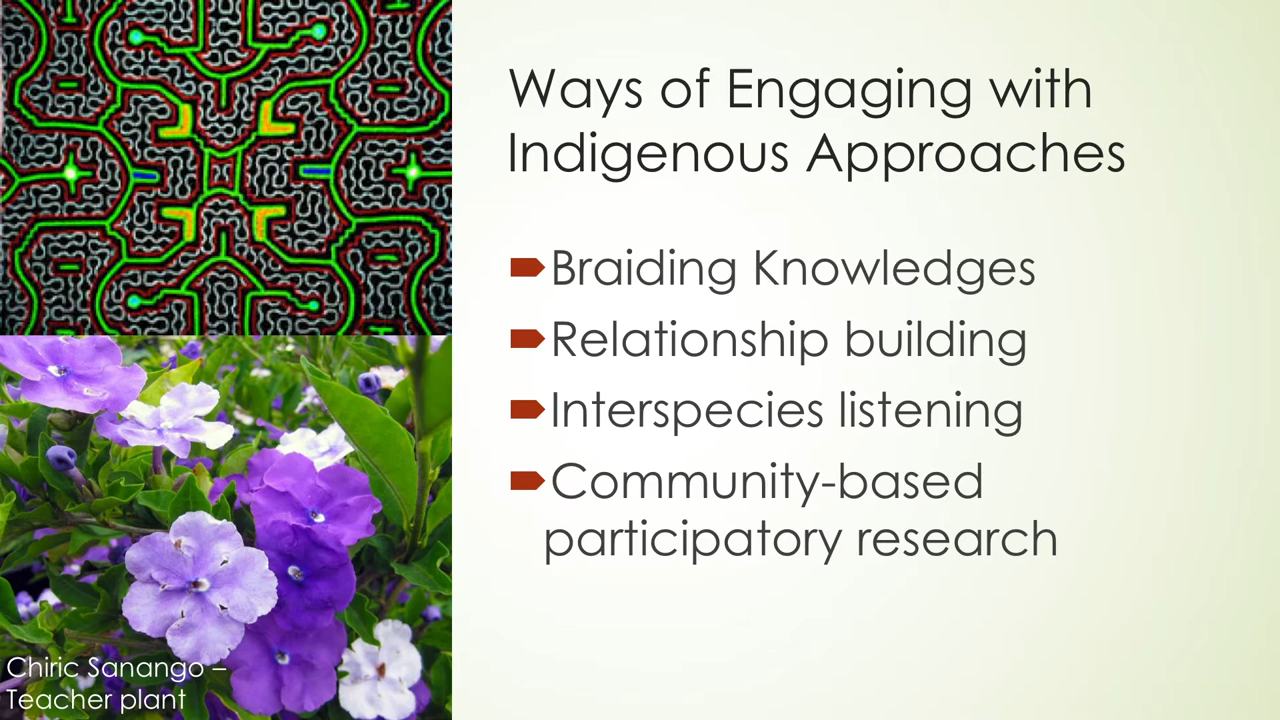 Ways of Engaging with
Indigenous Approaches
Braiding Knowledges
Relationship building
Interspecies listening
Community-based
participatory research
Chiric Sanango –
Teacher plant